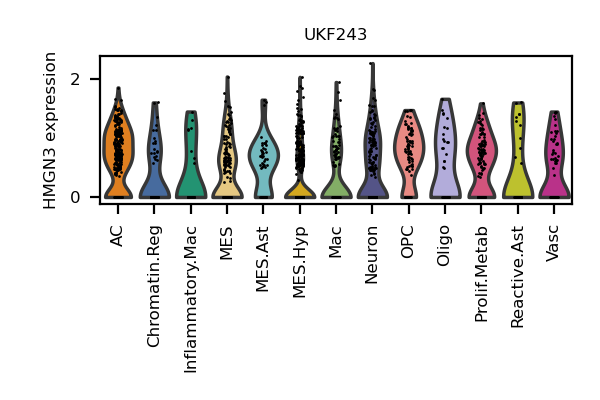 UKF243
HMGN3 expression
2
0
AC
Chromatin.Reg
Inflammatory.Mac
MES
MES.Ast
MES.Hyp
Mac
Neuron
OPC
Oligo
Prolif.Metab
Reactive.Ast
Vasc